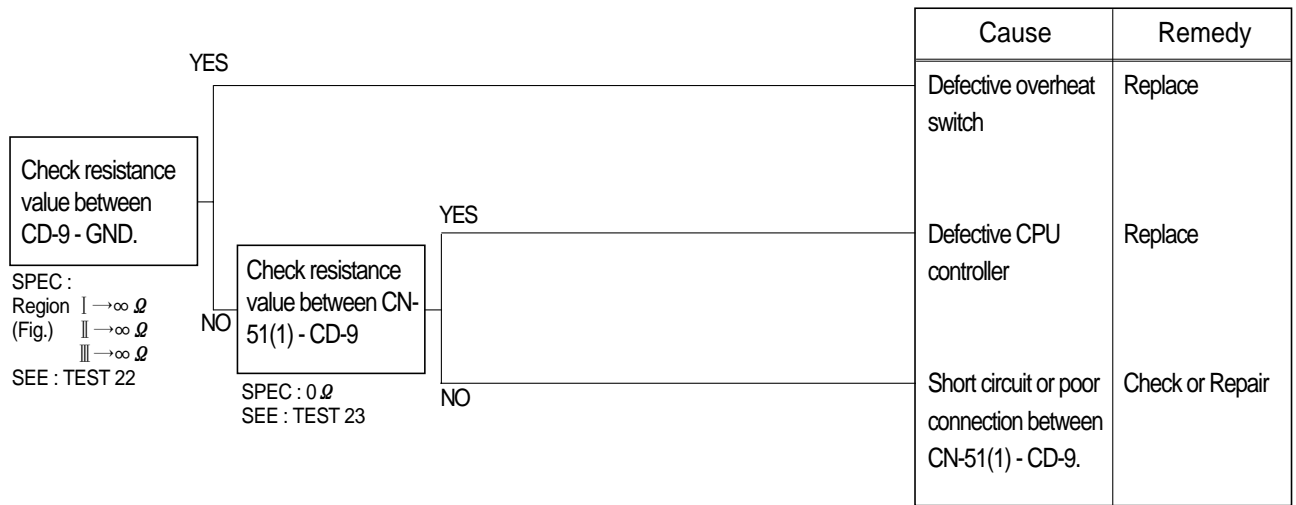 Cause
Remedy
YES
Defective overheat
switch
Replace
Check resistance
value between
CD-9 - GND.
SPEC :
Region Ⅰ→∞ Ω
(Fig.) Ⅱ→∞ Ω
Ⅲ→∞ Ω
SEE : TEST 22
NO
Check resistance
value between CN-
51(1) - CD-9
SPEC : 0 Ω
SEE : TEST 23
YES
Defective CPU
controller
Replace
NO
Short circuit or poor
connection between
CN-51(1) - CD-9.
Check or Repair